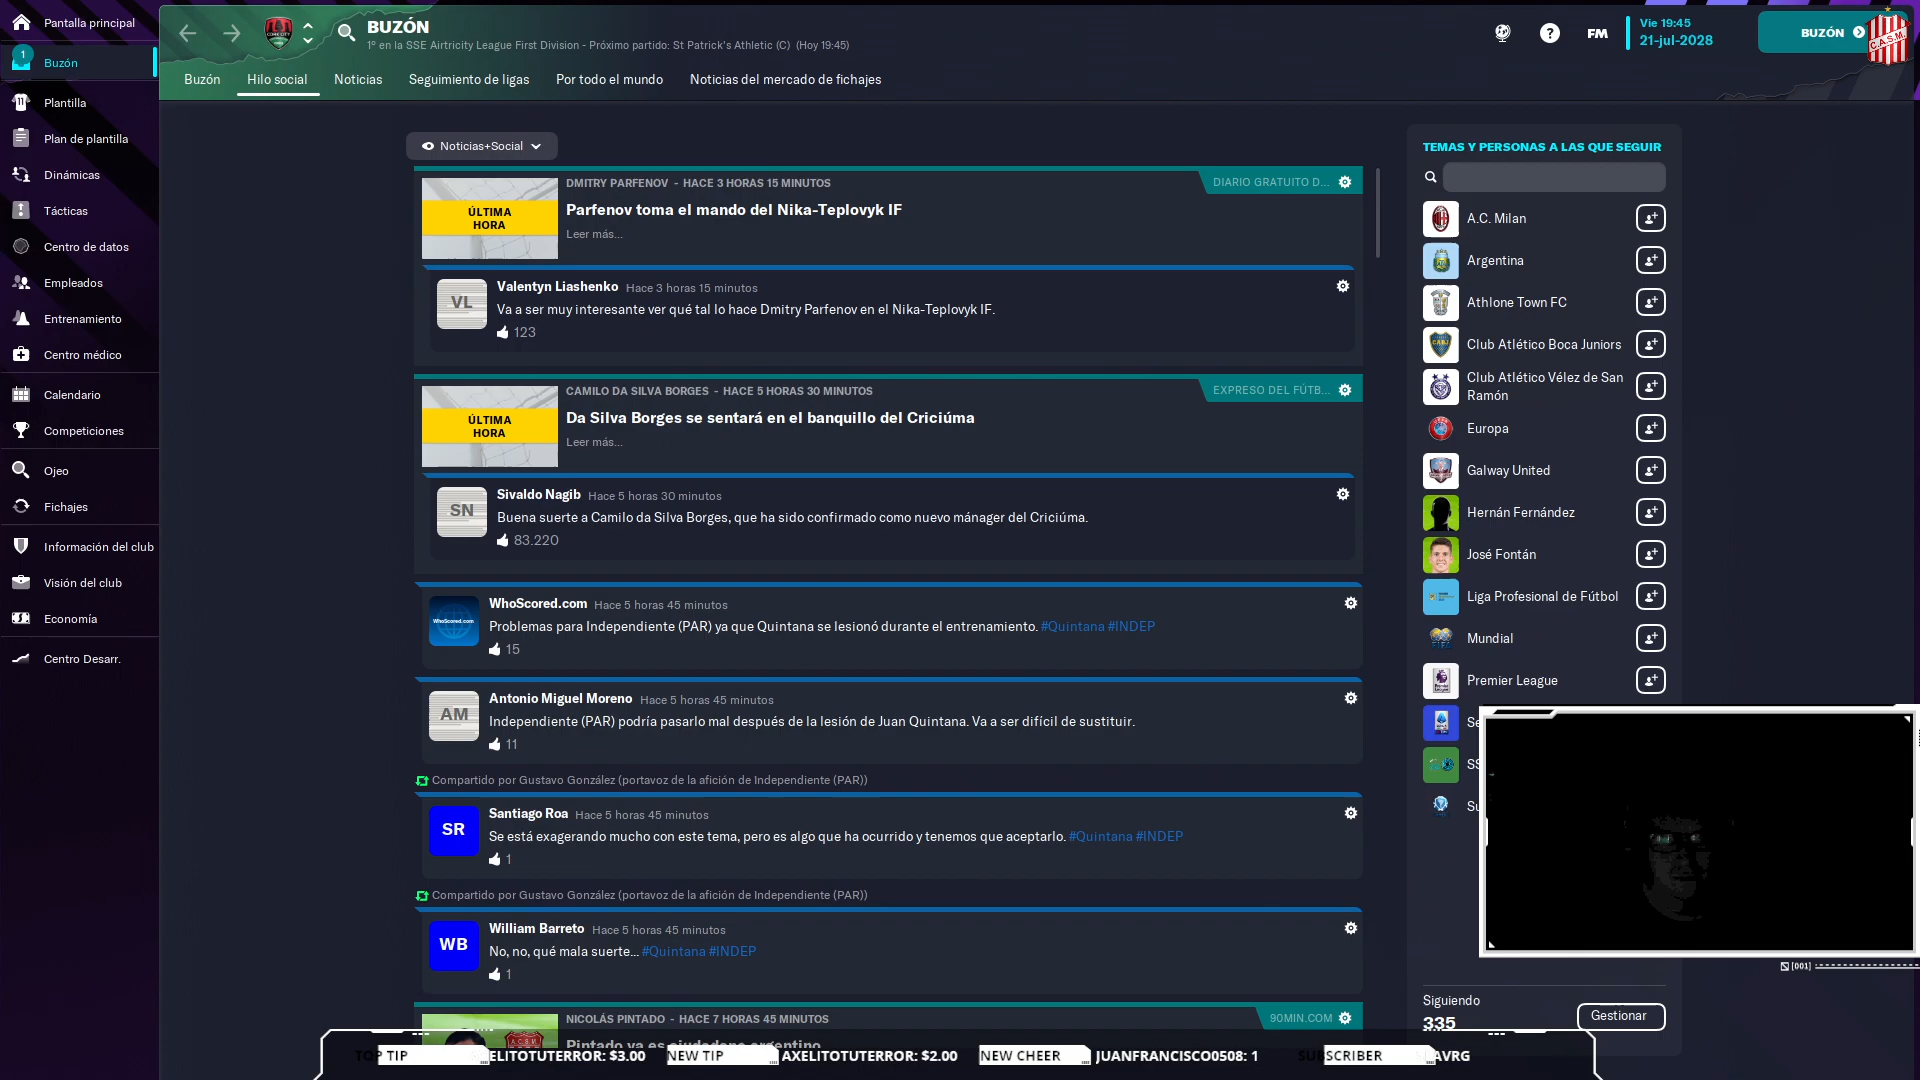 Pantalla principal
1
Buzón
Plantilla
Plan de plantilla
Dinámicas
Tácticas
Centro de datos
Empleados
Entrenamiento
Centro médico
Calendario
Competiciones
Ojeo
Fichajes
Información del club
Visión del club
Economía
Centro Desarr.
BUZÓN
1º en la SSE Airtricity League First Division - Próximo partido: St Patrick's Athletic (C) (Hoy 19:45)
FM
Vie 19:45
21-jul-2028
BUZÓN
C.A.S.M.
Buzón
Hilo social
Noticias
Seguimiento de ligas
Por todo el mundo
Noticias del mercado de fichajes
Noticias+Social
ÚLTIMA
HORA
DMITRY PARFENOV - HACE 3 HORAS 15 MINUTOS
DIARIO GRATUITO D...
Parfenov toma el mando del Nika-Teplovyk IF
Leer más...
VL
Valentyn Liashenko Hace 3 horas 15 minutos
Va a ser muy interesante ver qué tal lo hace Dmitry Parfenov en el Nika-Teplovyk IF.
123
ÚLTIMA
HORA
CAMILO DA SILVA BORGES - HACE 5 HORAS 30 MINUTOS
EXPRESO DEL FÚTB...
Da Silva Borges se sentará en el banquillo del Criciúma
Leer más...
SN
Sivaldo Nagib Hace 5 horas 30 minutos
Buena suerte a Camilo da Silva Borges, que ha sido confirmado como nuevo mánager del Criciúma.
83.220
WhoScored.com
WhoScored.com Hace 5 horas 45 minutos
Problemas para Independiente (PAR) ya que Quintana se lesionó durante el entrenamiento. #Quintana #INDEP
15
AM
Antonio Miguel Moreno Hace 5 horas 45 minutos
Independiente (PAR) podría pasarlo mal después de la lesión de Juan Quintana. Va a ser difícil de sustituir.
11
Compartido por Gustavo González (portavoz de la afición de Independiente (PAR))
SR
Santiago Roa Hace 5 horas 45 minutos
Se está exagerando mucho con este tema, pero es algo que ha ocurrido y tenemos que aceptarlo. #Quintana #INDEP
1
Compartido por Gustavo González (portavoz de la afición de Independiente (PAR))
WB
William Barreto Hace 5 horas 45 minutos
No, no, qué mala suerte... #Quintana #INDEP
1
NICOLÁS PINTADO - HACE 7 HORAS 45 MINUTOS
90MIN.COM
Pintado ya es ciudadano argentino
TEMAS Y PERSONAS A LAS QUE SEGUIR
A.C. Milan
Argentina
Athlone Town FC
Club Atlético Boca Juniors
Club Atlético Vélez de San
Ramón
Europa
Galway United
Hernán Fernández
José Fontán
Liga Profesional de Fútbol
Mundial
Premier League
Se
SS
Su
[001]
Siguiendo
335
Gestionar
TOP TIP
ELITOTUTERROR: $3.00
NEW TIP
AXELITOTUTERROR: $2.00
NEW CHEER
JUANFRANCISCO0508: 1
SUBSCRIBER
AVRG